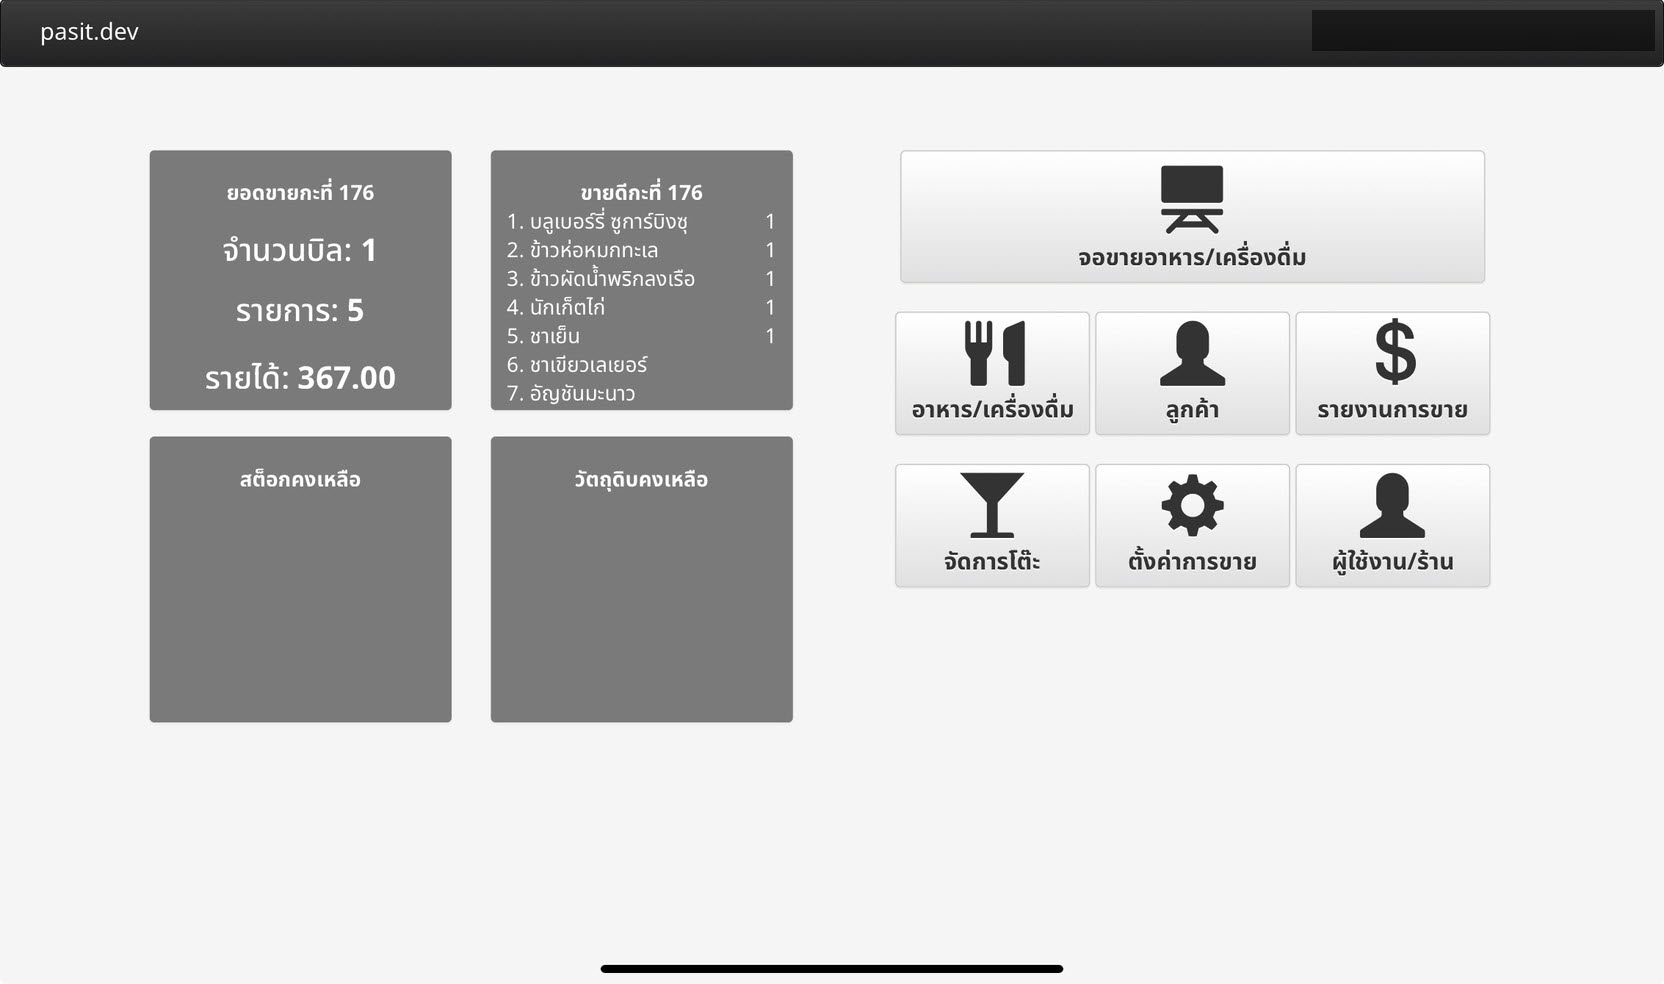 pasit.dev
ยอดขายกะที่ 176
จำนวนบิล: 1
รายการ: 5
รายได้: 367.00
ขายดีกะที่ 176
1. บลูเบอร์รี่ ซูการ์บิงซุ 1
2. ข้าวห่อหมกทะเล 1
3. ข้าวผัดน้ำพริกลงเรือ 1
4. นักเก็ตไก่ 1
5. ชาเย็น 1
6. ชาเขียวเลเยอร์
7. อัญชันมะนาว
สต็อกคงเหลือ
วัตถุดิบคงเหลือ
จอขายอาหาร/เครื่องดื่ม
อาหาร/เครื่องดื่ม
ลูกค้า
รายงานการขาย
จัดการโต๊ะ
ตั้งค่าการขาย
ผู้ใช้งาน/ร้าน